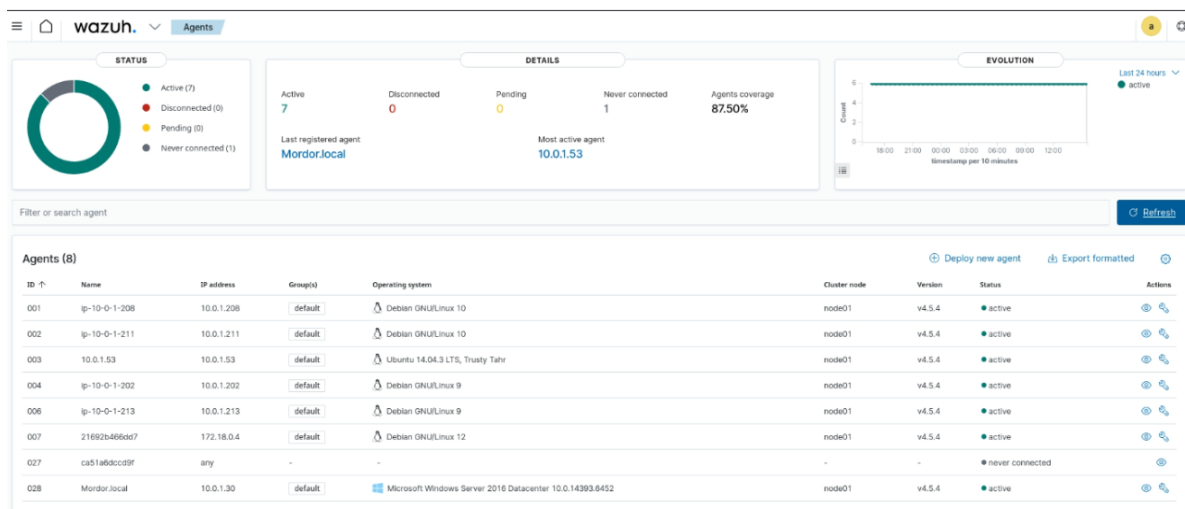 wazuh. Agents a
STATUS
Active (7)
Disconnected (0)
Pending (0)
Never connected (1)
DETAILS
Active Disconnected Pending Never connected Agents coverage
7 0 0 1 87.50%
Last registered agent Most active agent
Mordor.local 10.0.1.53
EVOLUTION
Last 24 hours
active
Count
6
4
2
0
18:00 21:00 00:00 03:00 06:00 09:00 12:00
timestamp per 10 minutes
Filter or search agent Refresh
Agents (8) Deploy new agent Export formatted
ID Name IP address Group(s) Operating system Cluster node Version Status Actions
001 ip-10-0-1-208 10.0.1.208 default Debian GNU/Linux 10 node01 v4.5.4 active
002 ip-10-0-1-211 10.0.1.211 default Debian GNU/Linux 10 node01 v4.5.4 active
003 10.0.1.53 10.0.1.53 default Ubuntu 14.04.3 LTS, Trusty Tahr node01 v4.5.4 active
004 ip-10-0-1-202 10.0.1.202 default Debian GNU/Linux 9 node01 v4.5.4 active
006 ip-10-0-1-213 10.0.1.213 default Debian GNU/Linux 9 node01 v4.5.4 active
007 21692b466dd7 172.18.0.4 default Debian GNU/Linux 12 node01 v4.5.4 active
027 ca51a6dccd9f any - - - - never connected
028 Mordor.local 10.0.1.30 default Microsoft Windows Server 2016 Datacenter 10.0.14393.6452 node01 v4.5.4 active